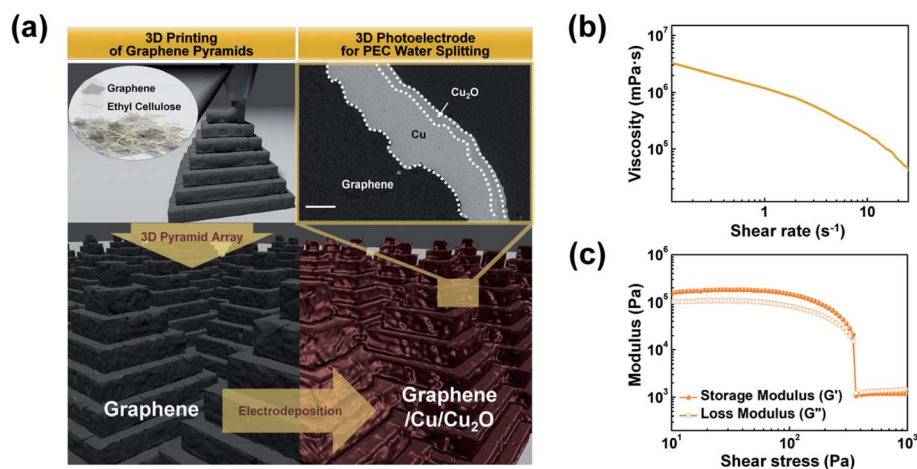 (a)
3D Printing
of Graphene Pyramids
3D Photoelectrode
for PEC Water Splitting
Graphene
Ethyl Cellulose
Cu₂O
Cu
Graphene
3D Pyramid Array
Graphene
Electrodeposition
Graphene
/Cu/Cu₂O
(b)
Viscosity (mPa·s)
10⁷
10⁶
10⁵
1
10
Shear rate (s⁻¹)
(c)
Modulus (Pa)
10⁶
10⁵
10⁴
10³
Storage Modulus (G')
Loss Modulus (G'')
10¹
10²
10³
Shear stress (Pa)